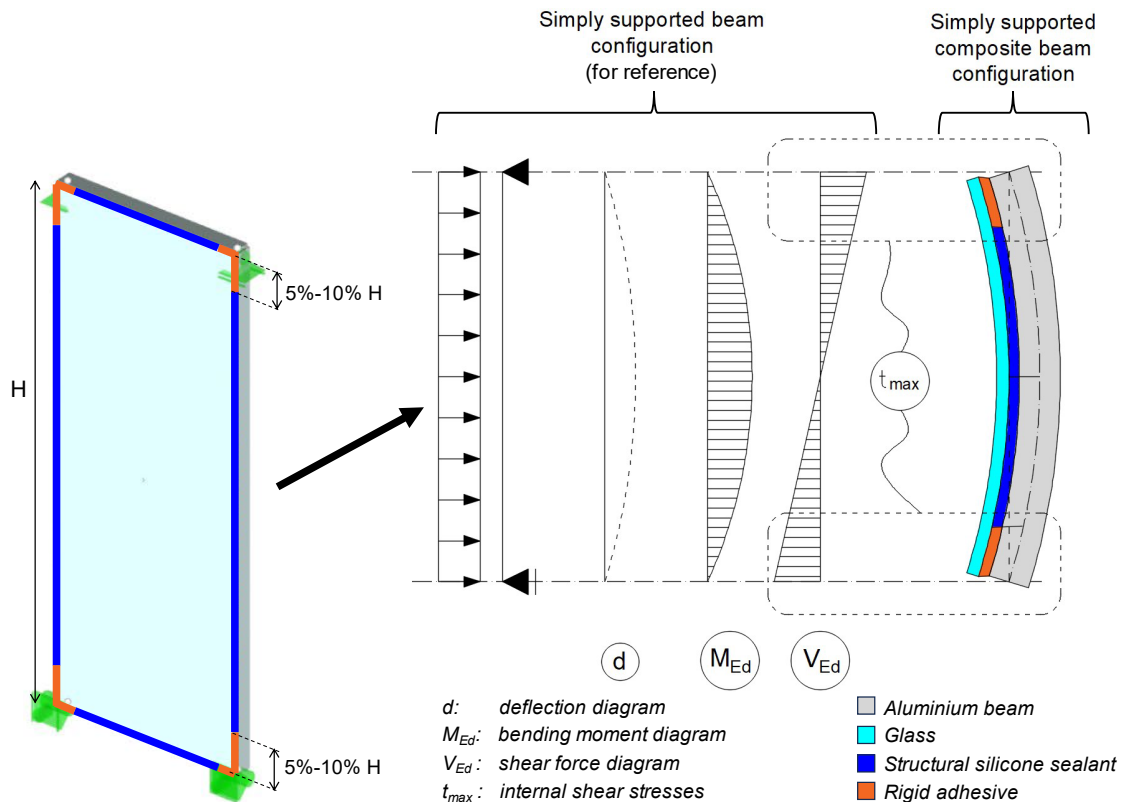 Simply supported beam
configuration
(for reference)
Simply supported
composite beam
configuration
H
5%-10% H
5%-10% H
t max
d
MEd
VEd
d: deflection diagram
MEd: bending moment diagram
VEd : shear force diagram
tmax: internal shear stresses
Aluminium beam
Glass
Structural silicone sealant
Rigid adhesive